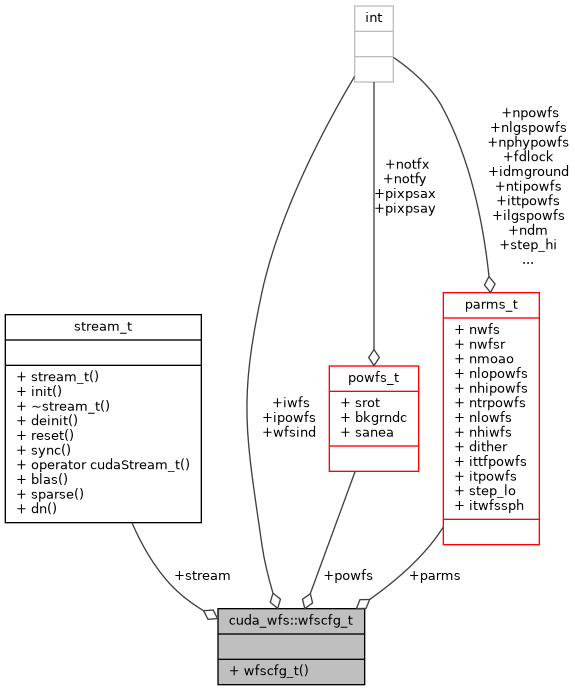 int
+npowfs
+nlgspowfs
+nphypowfs
+fdlock
+idmground
+ntipowfs
+ittpowfs
+ilgspowfs
+ndm
+step_hi
...
+notfx
+notfy
+pixpsax
+pixpsay
parms_t
+ nwfs
+ nwfsr
+ nmoao
+ nlopowfs
+ nhipowfs
+ ntrpowfs
+ nlowfs
+ nhiwfs
+ dither
+ ittfpowfs
+ itpowfs
+ step_lo
+ itwfssph
stream_t
+ stream_t()
+ init()
+ ~stream_t()
+ deinit()
+ reset()
+ sync()
+ operator cudaStream_t()
+ blas()
+ sparse()
+ dn()
powfs_t
+ srot
+ bkgrndc
+ sanea
+iwfs
+ipowfs
+wfsind
+stream
+powfs
+parms
cuda_wfs::wfscfg_t
+ wfscfg_t()